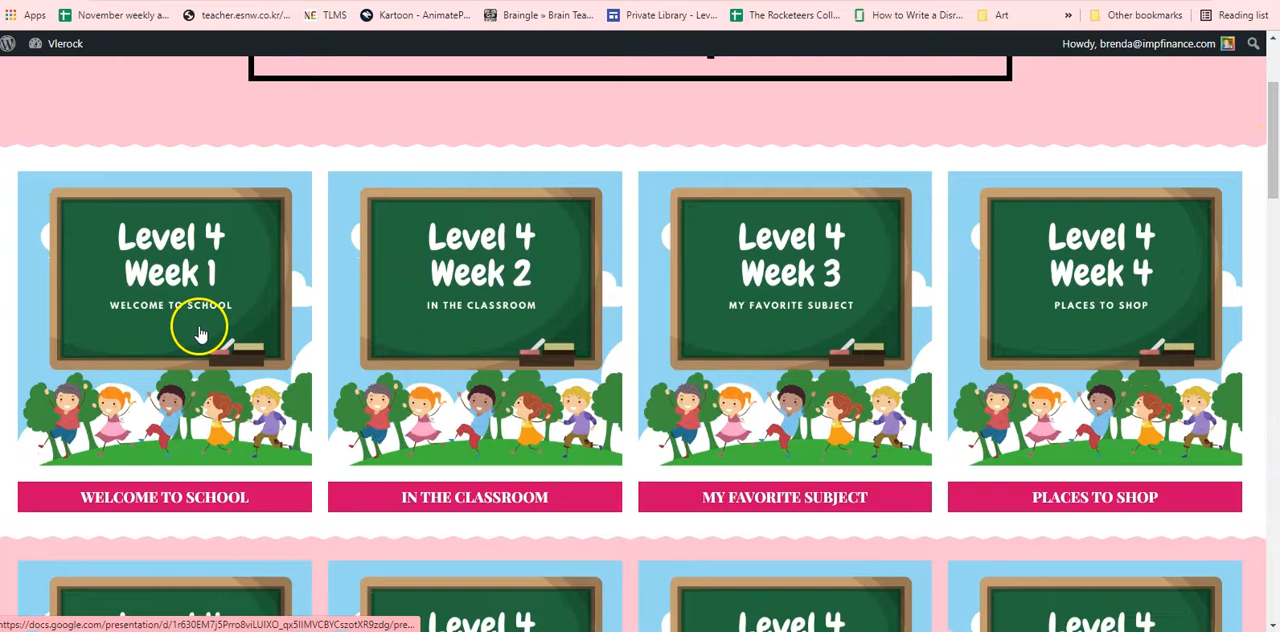 Apps
November weekly a...
teacher.esnw.co.kr/...
NE TLMS
Kartoon - AnimateP...
Braingle » Brain Tea...
Private Library - Lev...
The Rocketeers Coll...
How to Write a Disr...
Art
»
Other bookmarks
Reading list
Vlerock
Howdy, brenda@impfinance.com
Level 4
Week 1
WELCOME TO SCHOOL
Level 4
Week 2
IN THE CLASSROOM
Level 4
Week 3
MY FAVORITE SUBJECT
Level 4
Week 4
PLACES TO SHOP
WELCOME TO SCHOOL
IN THE CLASSROOM
MY FAVORITE SUBJECT
PLACES TO SHOP
Level 4
Level 4
Level 4